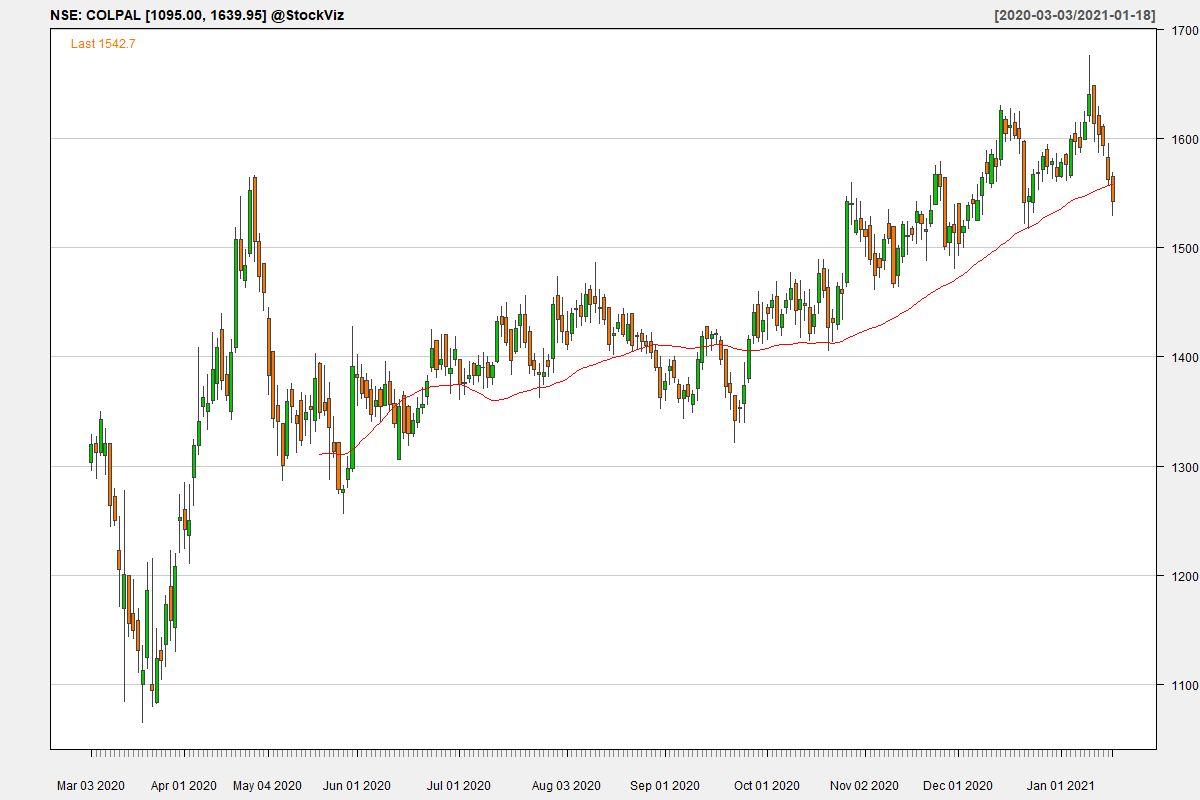 NSE: COLPAL [1095.00, 1639.95] @StockViz
[2020-03-03/2021-01-18]
Last 1542.7
1700
1600
1500
1400
1300
1200
1100
Mar 03 2020 Apr 01 2020 May 04 2020 Jun 01 2020 Jul 01 2020 Aug 03 2020 Sep 01 2020 Oct 01 2020 Nov 02 2020 Dec 01 2020 Jan 01 2021